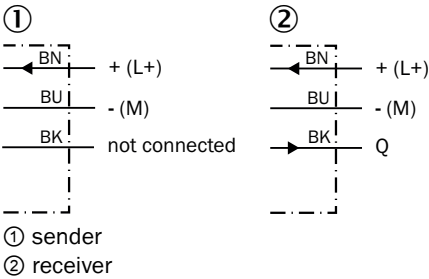 ① ②
BN + (L+) BN + (L+)
BU - (M) BU - (M)
BK not connected BK Q
① sender
② receiver